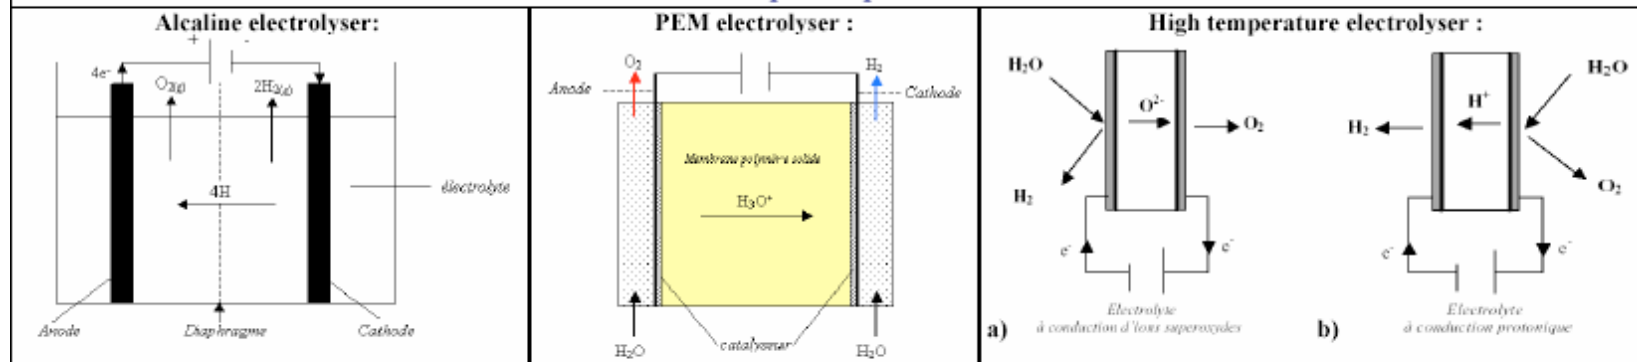 Alcaline electrolyser:
+ -
4e-
O2(g)
2H2(g)
4H
électrolyte
Anode
Diaphragme
Cathode
PEM electrolyser :
O2
H2
Anode
Cathode
Membrane polymère solide
H3O+
H2O
catalyseur
H2O
High temperature electrolyser :
H2O
O2-
O2
H2
e-
e-
Electrolyte
à conduction d'ions superoxydes
a)
H2O
H+
H2
O2
e-
e-
Electrolyte
à conduction protonique
b)